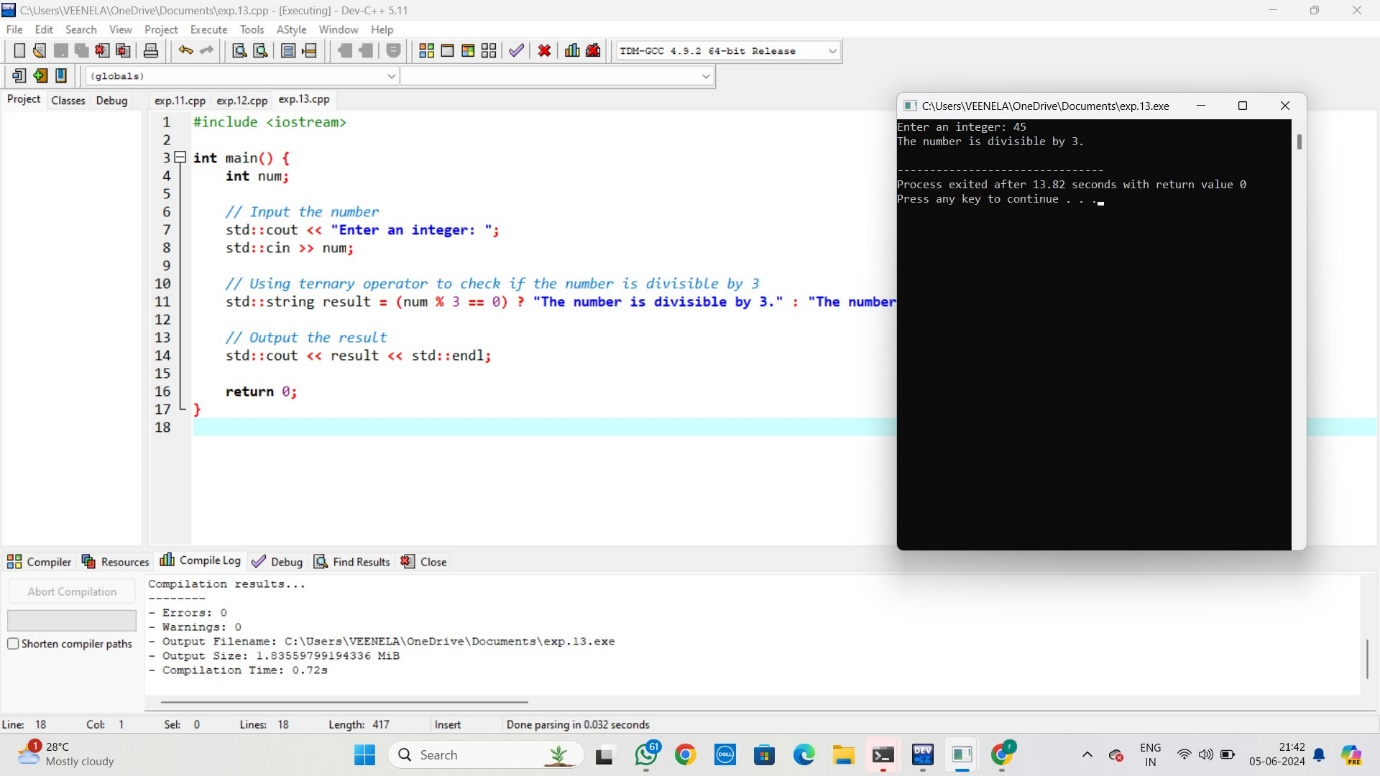 C:\Users\VEENELA\OneDrive\Documents\exp.13.cpp - [Executing] - Dev-C++ 5.11
File Edit Search View Project Execute Tools AStyle Window Help
TDM-GCC 4.9.2 64-bit Release
(globals)
Project Classes Debug
exp.11.cpp exp.12.cpp exp.13.cpp
1 #include <iostream>
2
3 int main() {
4 int num;
5
6 // Input the number
7 std::cout << "Enter an integer: ";
8 std::cin >> num;
9
10 // Using ternary operator to check if the number is divisible by 3
11 std::string result = (num % 3 == 0) ? "The number is divisible by 3." : "The number
12
13 // Output the result
14 std::cout << result << std::endl;
15
16 return 0;
17 }
18
C:\Users\VEENELA\OneDrive\Documents\exp.13.exe
Enter an integer: 45
The number is divisible by 3.
--------------------------------
Process exited after 13.82 seconds with return value 0
Press any key to continue . . .
Compiler Resources Compile Log Debug Find Results Close
Abort Compilation
Shorten compiler paths
Compilation results...
--------
- Errors: 0
- Warnings: 0
- Output Filename: C:\Users\VEENELA\OneDrive\Documents\exp.13.exe
- Output Size: 1.83559799194336 MiB
- Compilation Time: 0.72s
Line: 18 Col: 1 Sel: 0 Lines: 18 Length: 417 Insert Done parsing in 0.032 seconds
1
28°C
Mostly cloudy
Search
61
DELL
DEV
r
ENG
IN
21:42
05-06-2024
PRE